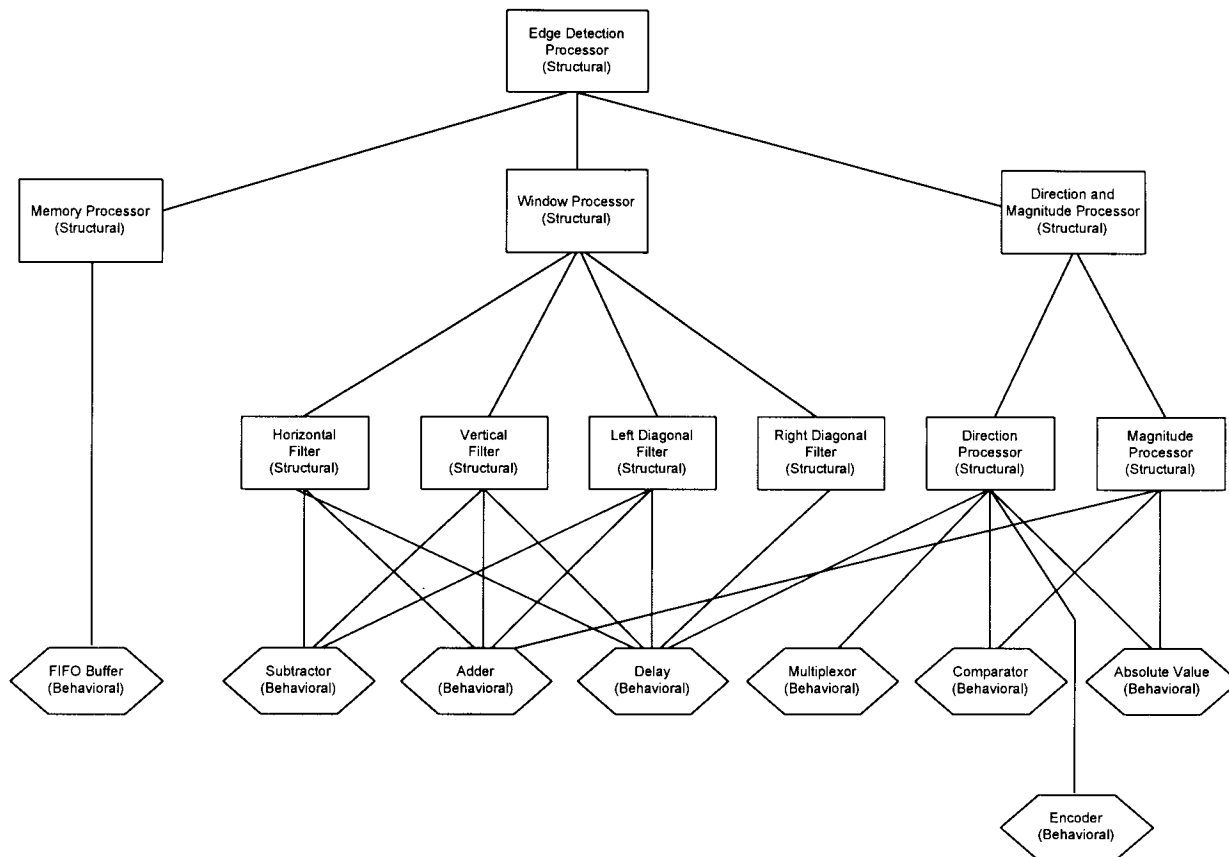 Edge Detection
Processor
(Structural)
Memory Processor
(Structural)
Window Processor
(Structural)
Direction and
Magnitude Processor
(Structural)
Horizontal
Filter
(Structural)
Vertical
Filter
(Structural)
Left Diagonal
Filter
(Structural)
Right Diagonal
Filter
(Structural)
Direction
Processor
(Structural)
Magnitude
Processor
(Structural)
FIFO Buffer
(Behavioral)
Subtractor
(Behavioral)
Adder
(Behavioral)
Delay
(Behavioral)
Multiplexor
(Behavioral)
Comparator
(Behavioral)
Absolute Value
(Behavioral)
Encoder
(Behavioral)